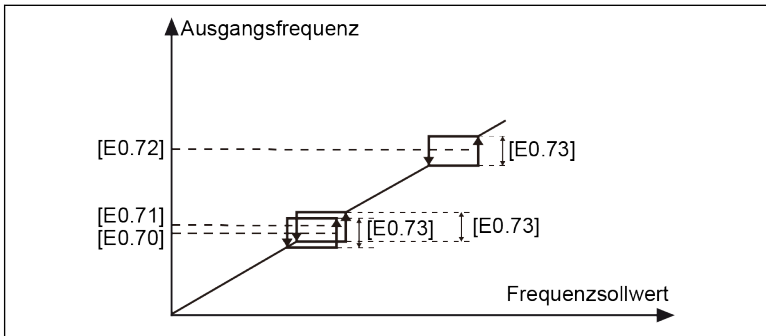 Ausgangsfrequenz
[E0.72]
[E0.73]
[E0.71]
[E0.70]
[E0.73]
[E0.73]
Frequenzsollwert